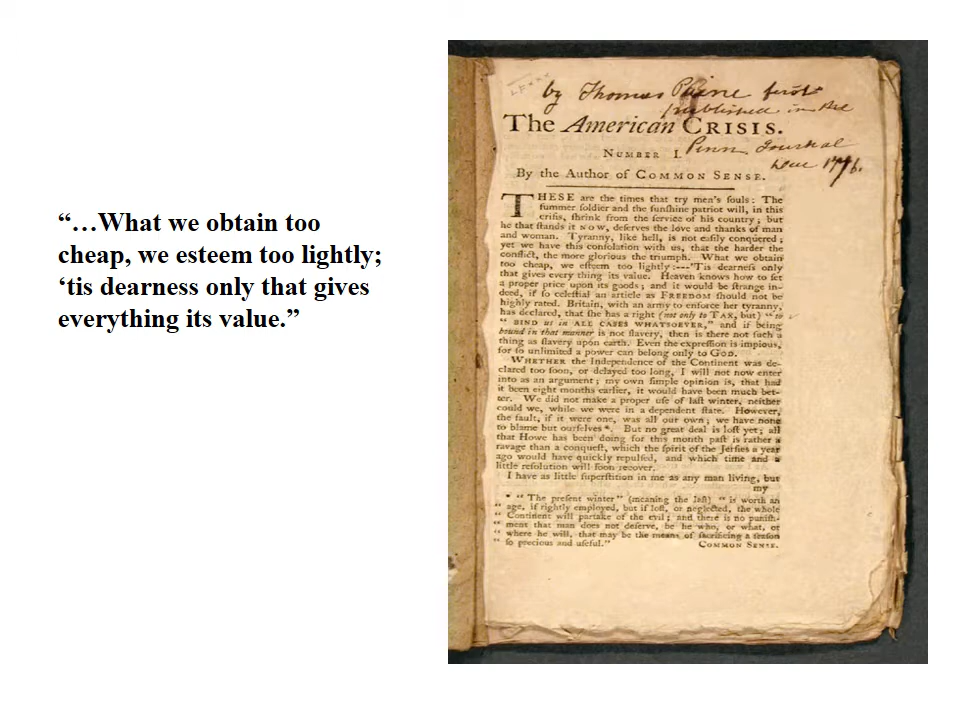 “…What we obtain too
cheap, we esteem too lightly;
‘tis dearness only that gives
everything its value.”
by Thomas Paine first
published in the
The American CRISIS.
Penn Journal
NUMBER I.
Dec 1776.
By the Author of COMMON SENSE.
THESE are the times that try men's souls: The
ſummer ſoldier and the ſunſhine patriot will, in this
criſis, ſhrink from the ſervice of his country; but
he that ſtands it NOW, deſerves the love and thanks of man
and woman. Tyranny, like hell, is not eaſily conquered;
yet we have this conſolation with us, that the harder the
conflict, the more glorious the triumph. What we obtain
too cheap, we eſteem too lightly:---'Tis dearneſs only
that gives every thing its value. Heaven knows how to ſet
a proper price upon its goods; and it would be ſtrange in-
deed, if ſo celeſtial an article as FREEDOM ſhould not be
highly rated. Britain, with an army to enforce her tyranny,
has declared, that ſhe has a right (not only to TAX, but) "to
" BIND us in ALL CASES WHATSOEVER," and if being
bound in that manner is not ſlavery, then is there not ſuch a
thing as ſlavery upon earth. Even the expreſſion is impious,
for ſo unlimited a power can belong only to GOD.
WHETHER the Independence of the Continent was de-
clared too ſoon, or delayed too long, I will not now enter
into as an argument; my own ſimple opinion is, that had
it been eight months earlier, it would have been much bet-
ter. We did not make a proper uſe of laſt winter, neither
could we, while we were in a dependent ſtate. However,
the fault, if it were one, was all our own; we have none
to blame but ourſelves*. But no great deal is loſt yet; all
that Howe has been doing for this month paſt is rather a
ravage than a conqueſt, which the ſpirit of the Jerſies a year
ago would have quickly repulſed, and which time and a
little reſolution will ſoon recover.
I have as little ſuperſtition in me as any man living, but
my
* "The preſent winter" (meaning the laſt) "is worth an
" age, if rightly employed, but if loſt, or neglected, the whole
" Continent will partake of the evil; and there is no puniſh-
" ment that man does not deſerve, be he who, or what, or
" where he will, that may be the means of ſacrificing a ſeaſon
" ſo precious and uſeful." COMMON SENSE.